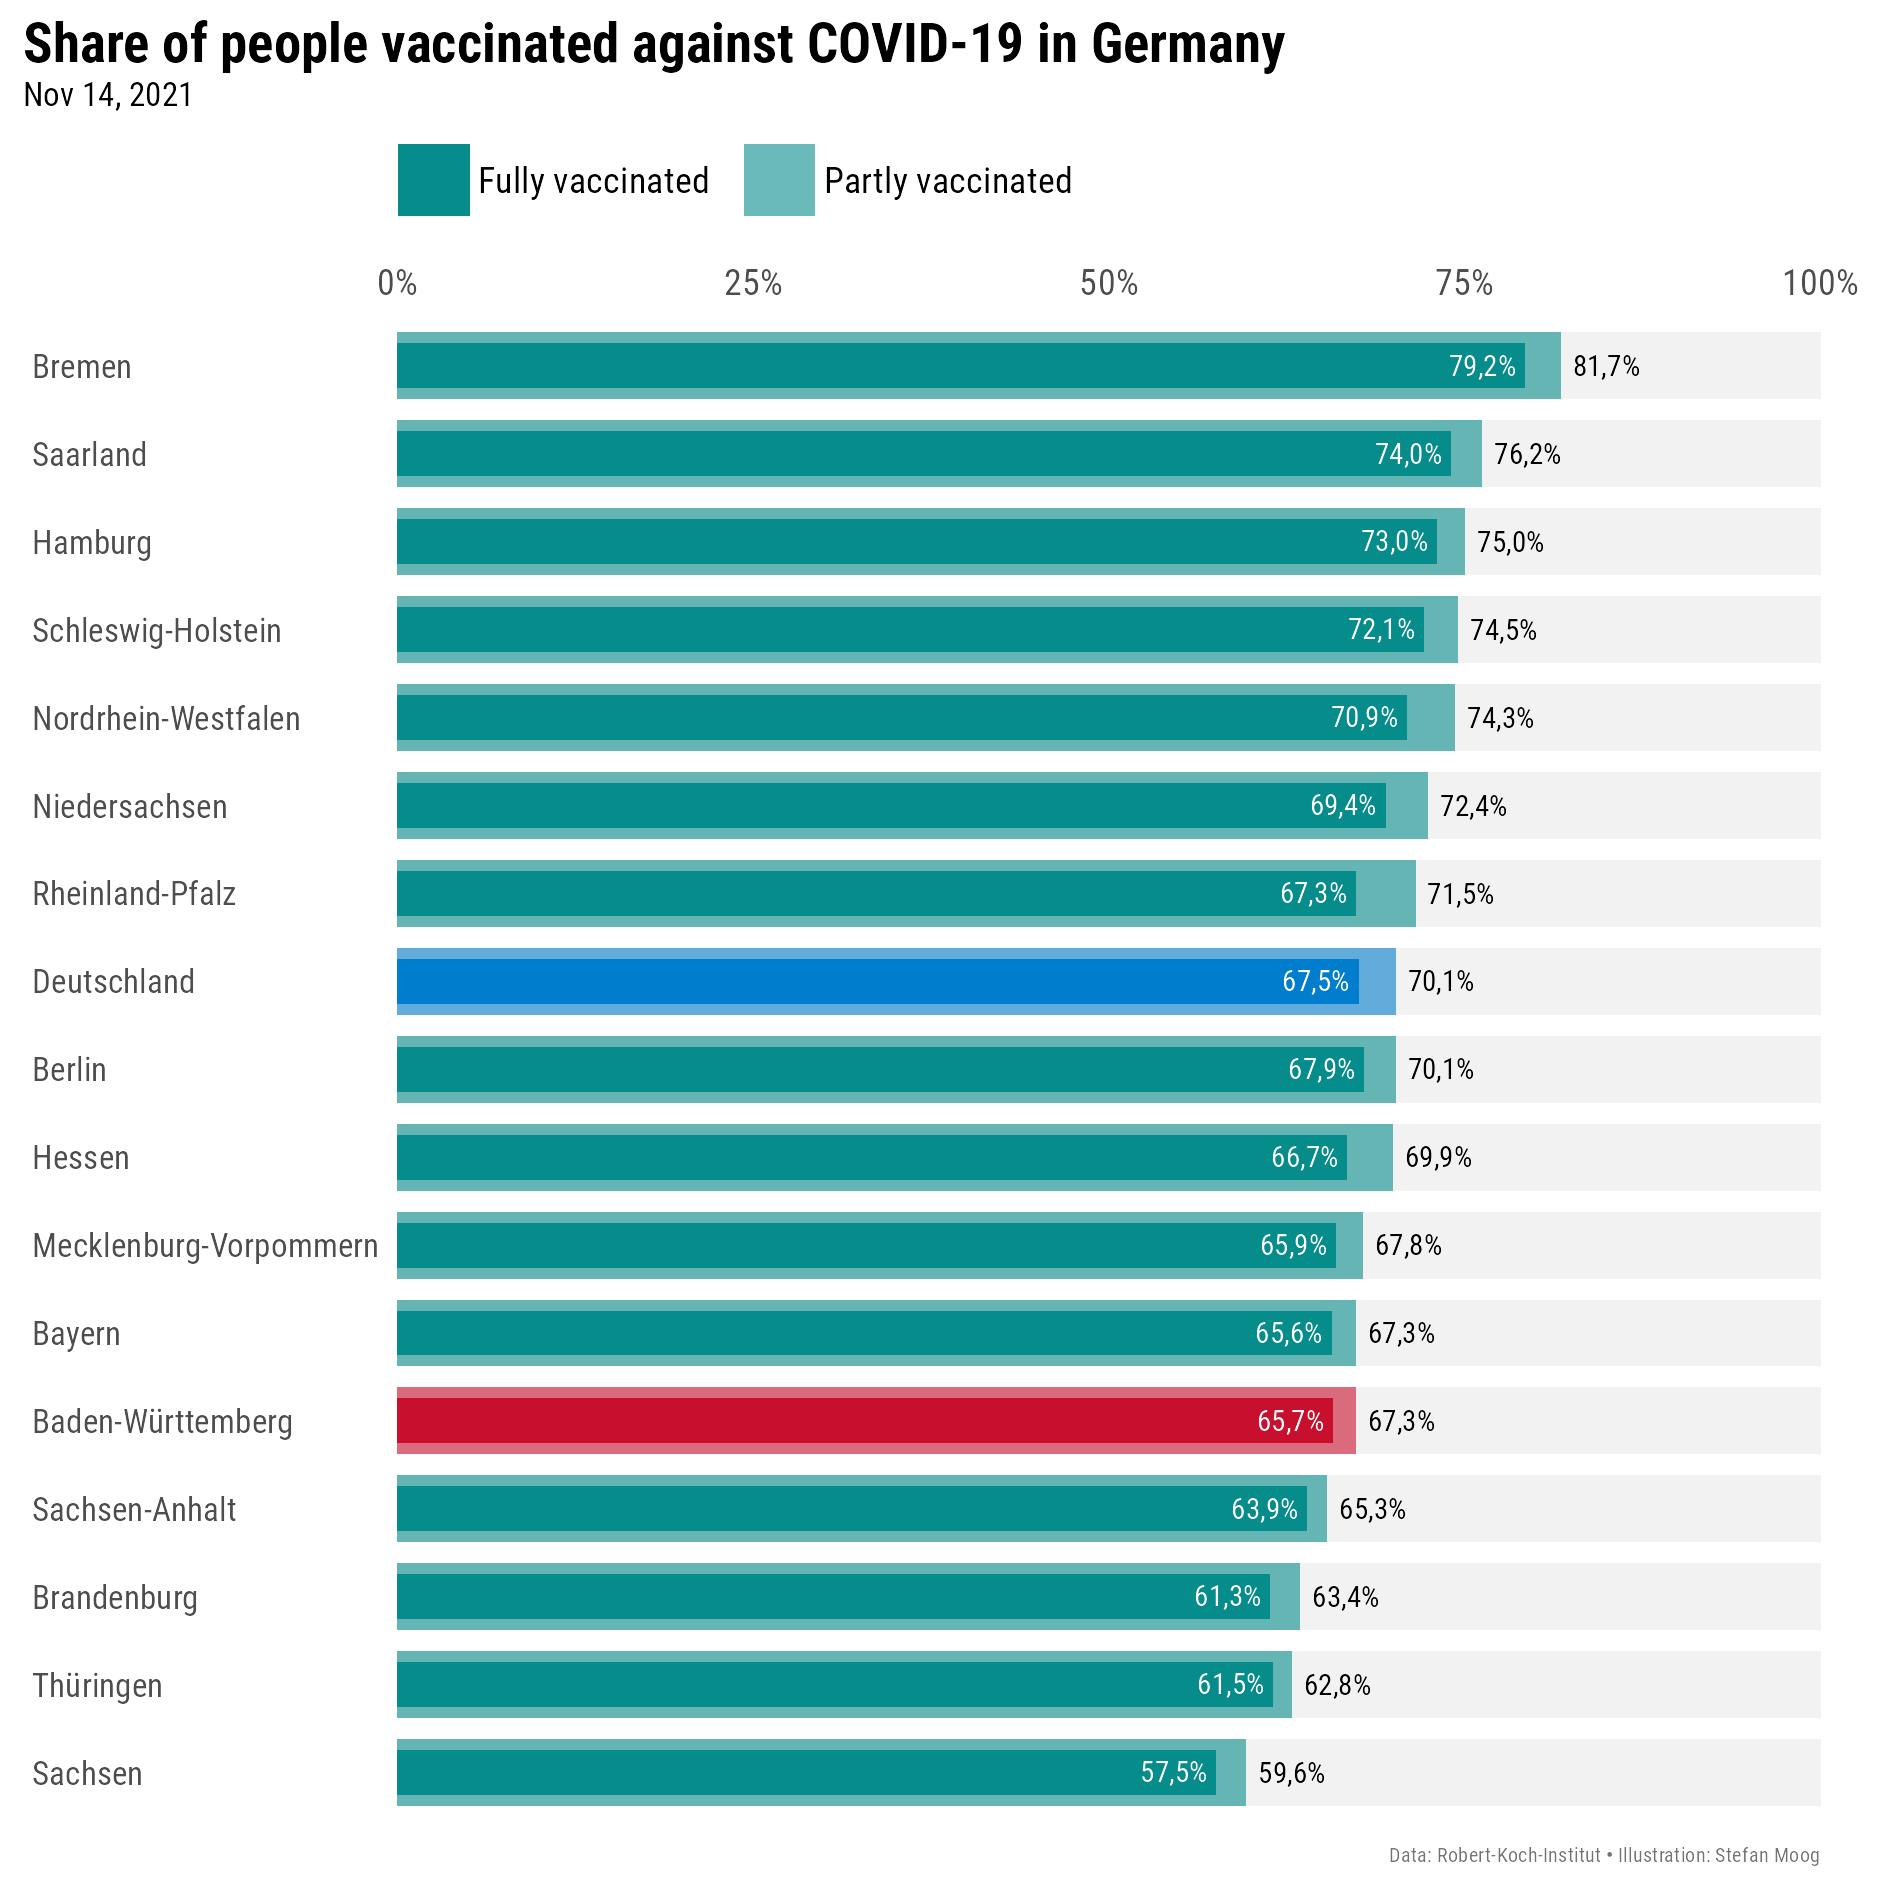 Share of people vaccinated against COVID-19 in Germany
Nov 14, 2021
Fully vaccinated Partly vaccinated
0% 25% 50% 75% 100%
Bremen 79,2% 81,7%
Saarland 74,0% 76,2%
Hamburg 73,0% 75,0%
Schleswig-Holstein 72,1% 74,5%
Nordrhein-Westfalen 70,9% 74,3%
Niedersachsen 69,4% 72,4%
Rheinland-Pfalz 67,3% 71,5%
Deutschland 67,5% 70,1%
Berlin 67,9% 70,1%
Hessen 66,7% 69,9%
Mecklenburg-Vorpommern 65,9% 67,8%
Bayern 65,6% 67,3%
Baden-Württemberg 65,7% 67,3%
Sachsen-Anhalt 63,9% 65,3%
Brandenburg 61,3% 63,4%
Thüringen 61,5% 62,8%
Sachsen 57,5% 59,6%
Data: Robert-Koch-Institut • Illustration: Stefan Moog